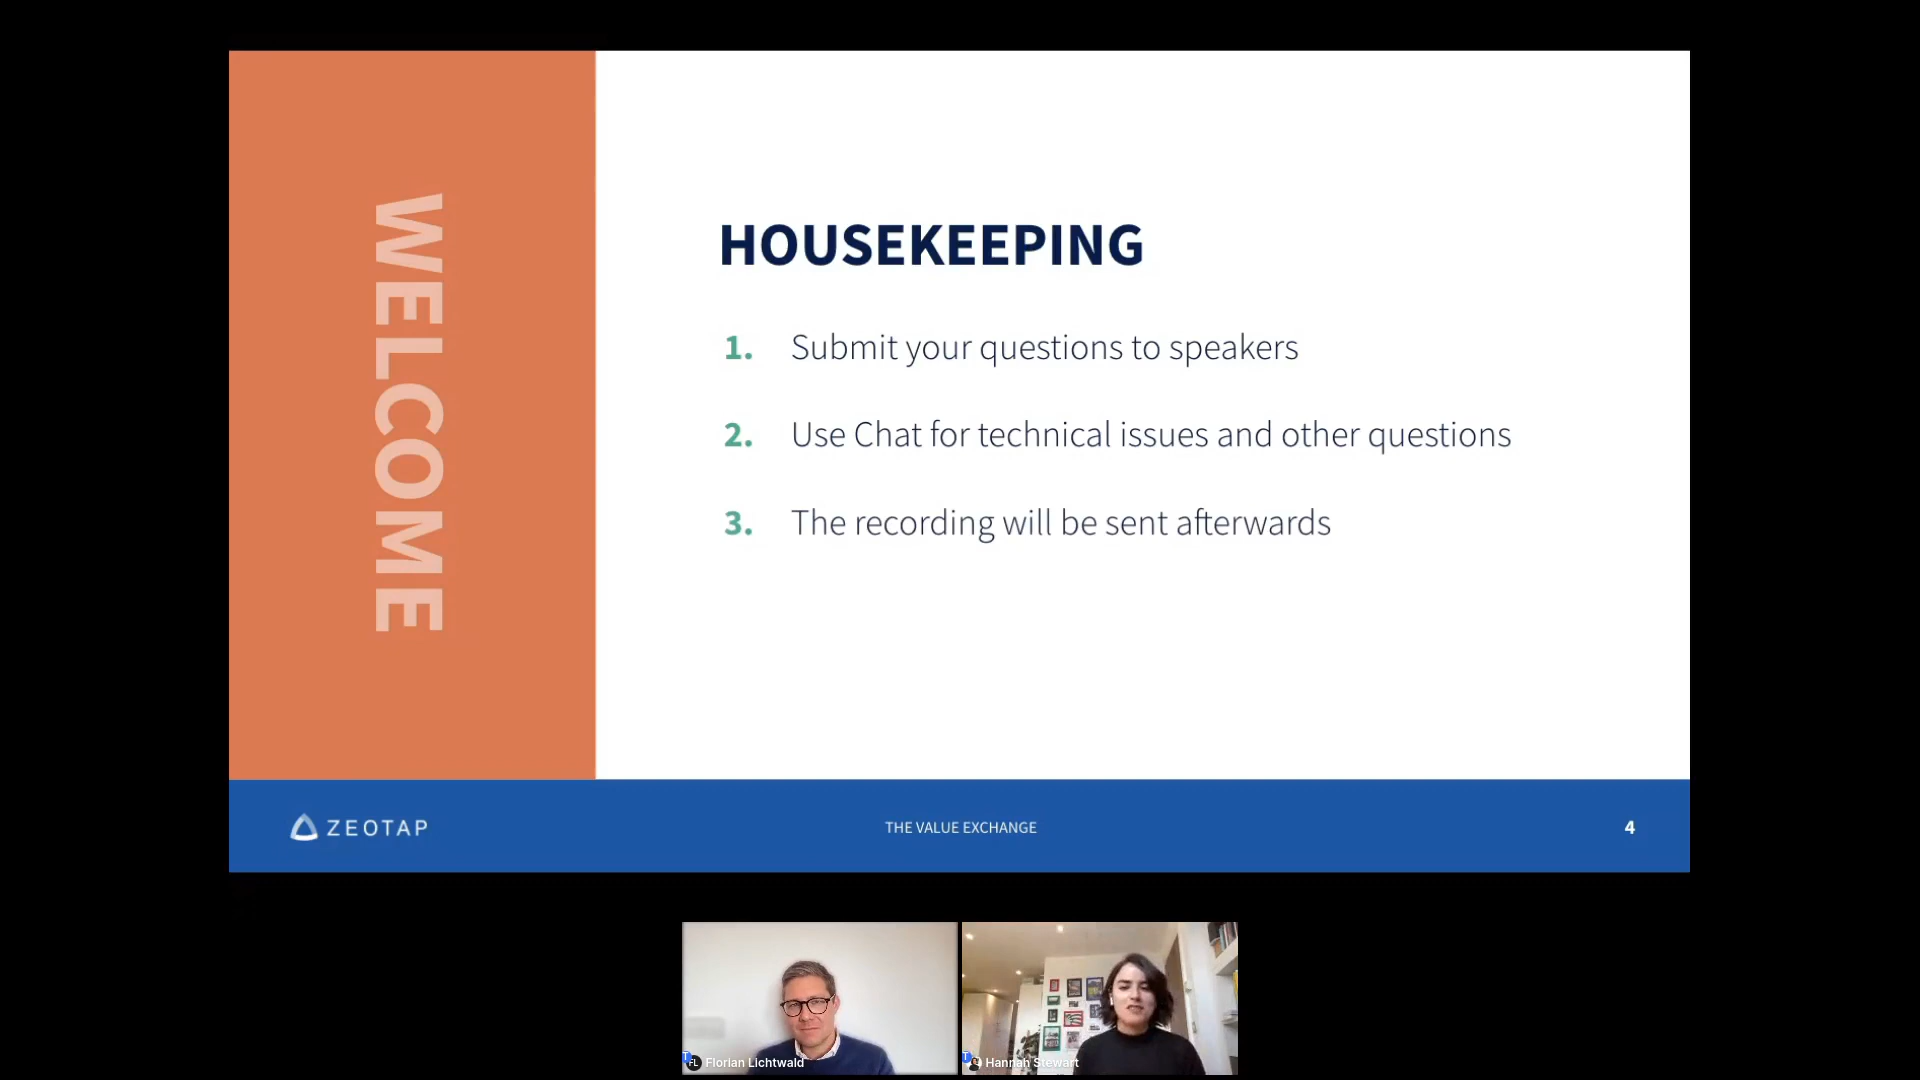 WELCOME
HOUSEKEEPING
1. Submit your questions to speakers
2. Use Chat for technical issues and other questions
3. The recording will be sent afterwards
ZEOTAP
THE VALUE EXCHANGE
4
FL Florian Lichtwald
Hannah Stewart